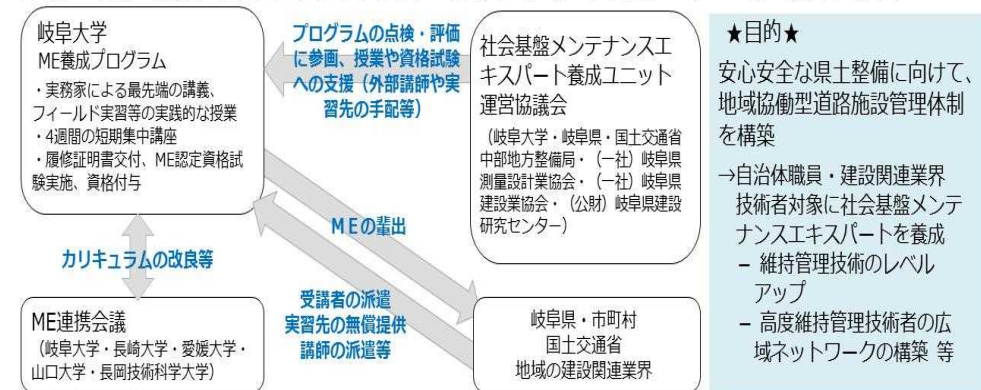 岐阜大学
ME養成プログラム
・実務家による最先端の講義、
フィールド実習等の実践的な授業
・4週間の短期集中講座
・履修証明書交付、ME認定資格試
験実施、資格付与
プログラムの点検・評価
に参画、授業や資格試験
への支援（外部講師や実
習先の手配等）
社会基盤メンテナンスエ
キスパート養成ユニット
運営協議会
（岐阜大学・岐阜県・国土交通省
中部地方整備局・（一社）岐阜県
測量設計業協会・（一社）岐阜県
建設業協会・（公財）岐阜県建設
研究センター）
MEの輩出
カリキュラムの改良等
受講者の派遣
実習先の無償提供
講師の派遣等
ME連携会議
（岐阜大学・長崎大学・愛媛大学・
山口大学・長岡技術科学大学）
岐阜県・市町村
国土交通省
地域の建設関連業界
★目的★
安心安全な県土整備に向けて、
地域協働型道路施設管理体制
を構築
→自治体職員・建設関連業界
技術者対象に社会基盤メンテ
ナンスエキスパートを養成
– 維持管理技術のレベル
アップ
– 高度維持管理技術者の広
域ネットワークの構築 等